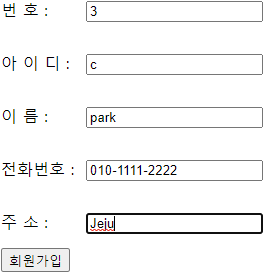 번 호 : 3
아 이 디 : c
이 름 : park
전화번호 : 010-1111-2222
주 소 : Jeju
회원가입